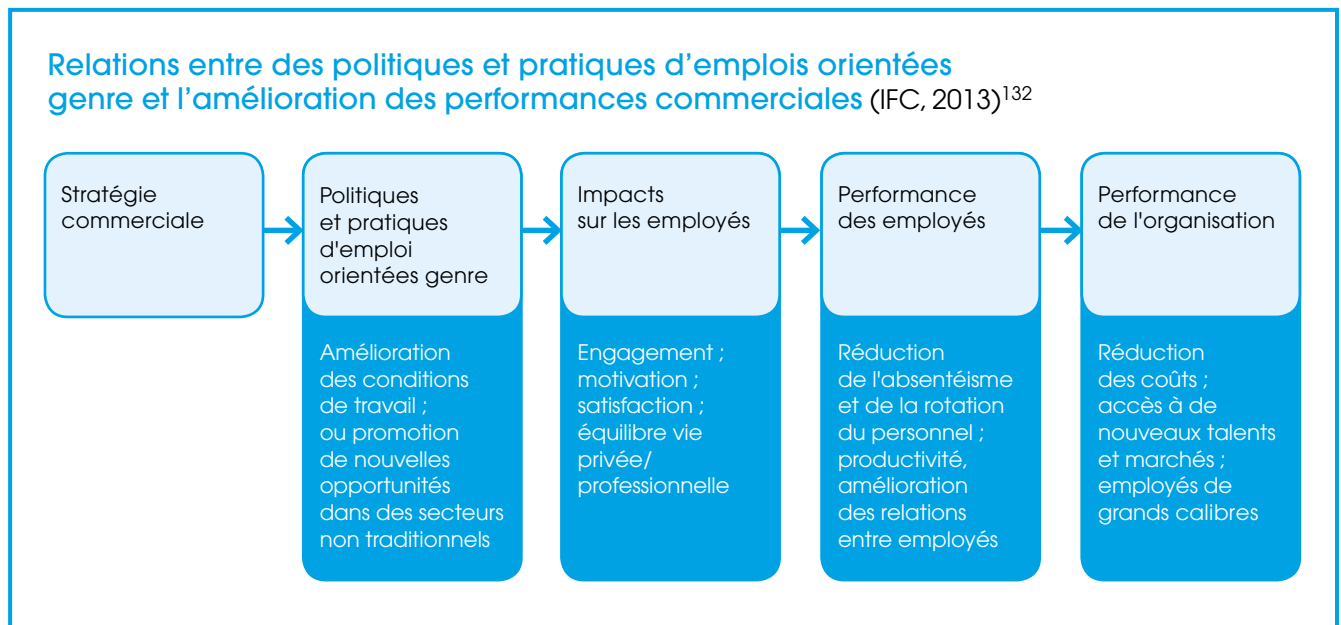 Relations entre des politiques et pratiques d’emplois orientées
genre et l’amélioration des performances commerciales (IFC, 2013)132
Stratégie
commerciale
Politiques
et pratiques
d'emploi
orientées genre
Amélioration
des conditions
de travail ;
ou promotion
de nouvelles
opportunités
dans des secteurs
non traditionnels
Impacts
sur les employés
Engagement ;
motivation ;
satisfaction ;
équilibre vie
privée/
professionnelle
Performance
des employés
Réduction
de l'absentéisme
et de la rotation
du personnel ;
productivité,
amélioration
des relations
entre employés
Performance
de l'organisation
Réduction
des coûts ;
accès à de
nouveaux talents
et marchés ;
employés de
grands calibres